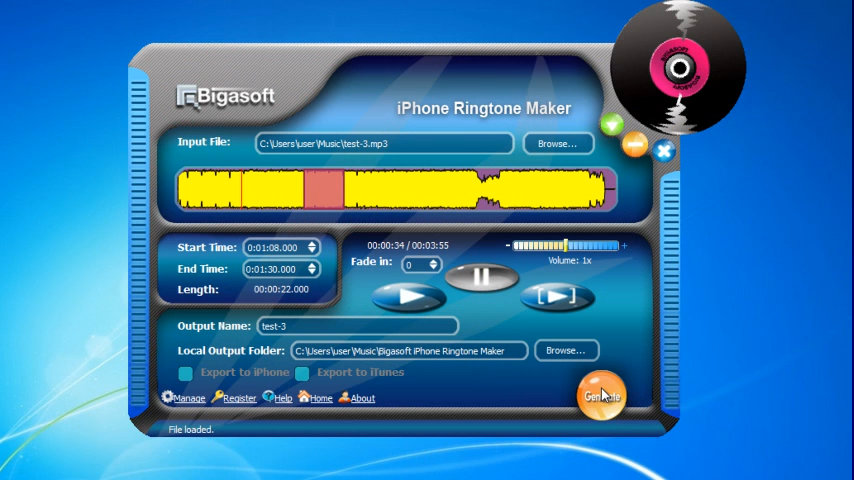 Bigasoft
iPhone Ringtone Maker
Input File: C:\Users\user\Music\test-3.mp3 Browse...
Start Time: 0:01:08.000
End Time: 0:01:30.000
Length: 00:00:22.000
00:00:34 / 00:03:55
Fade in: 0
- +
Volume: 1x
Output Name: test-3
Local Output Folder: C:\Users\user\Music\Bigasoft iPhone Ringtone Maker Browse...
Export to iPhone Export to iTunes
Manage Register Help Home About
Generate
File loaded.